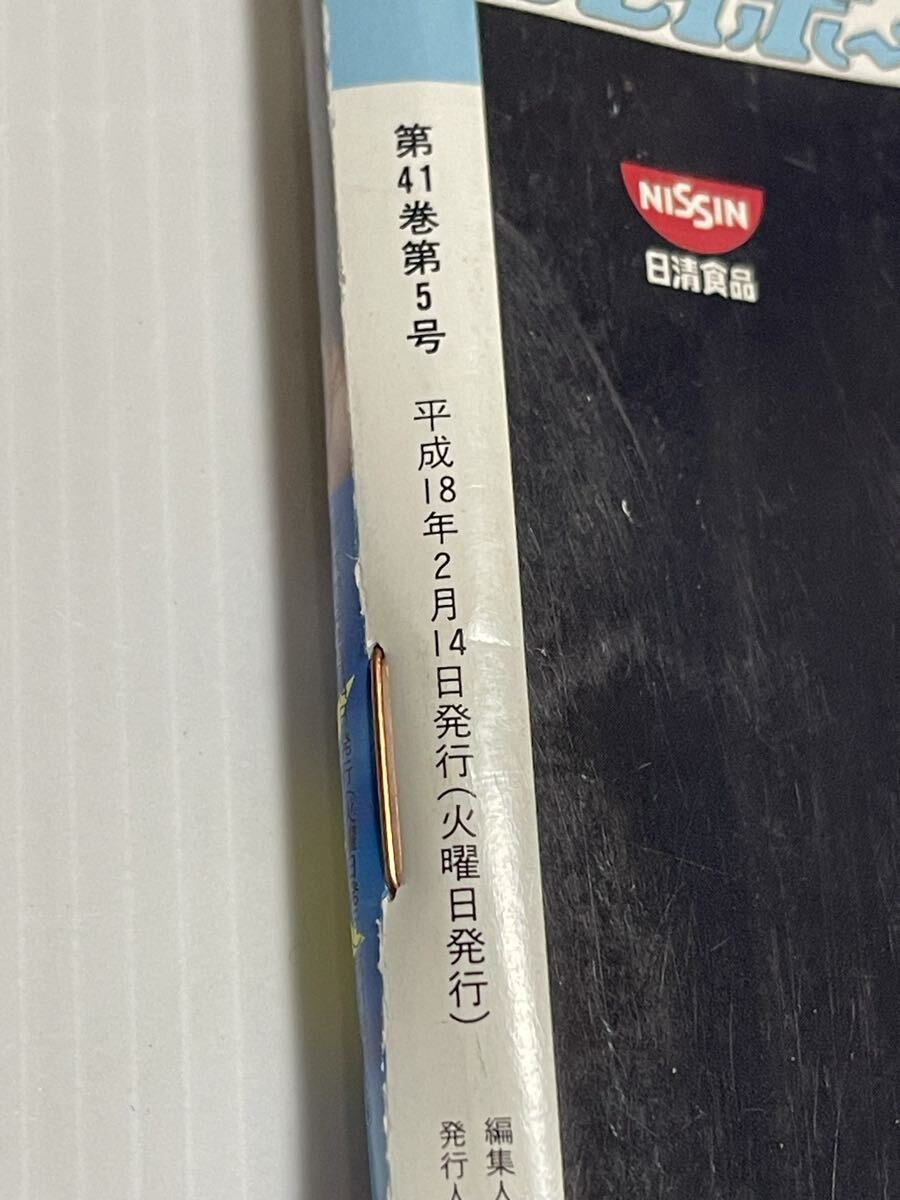 第41巻第5号 平成18年2月14日発行(火曜日発行)
編集人
発行人
NISSIN
日清食品